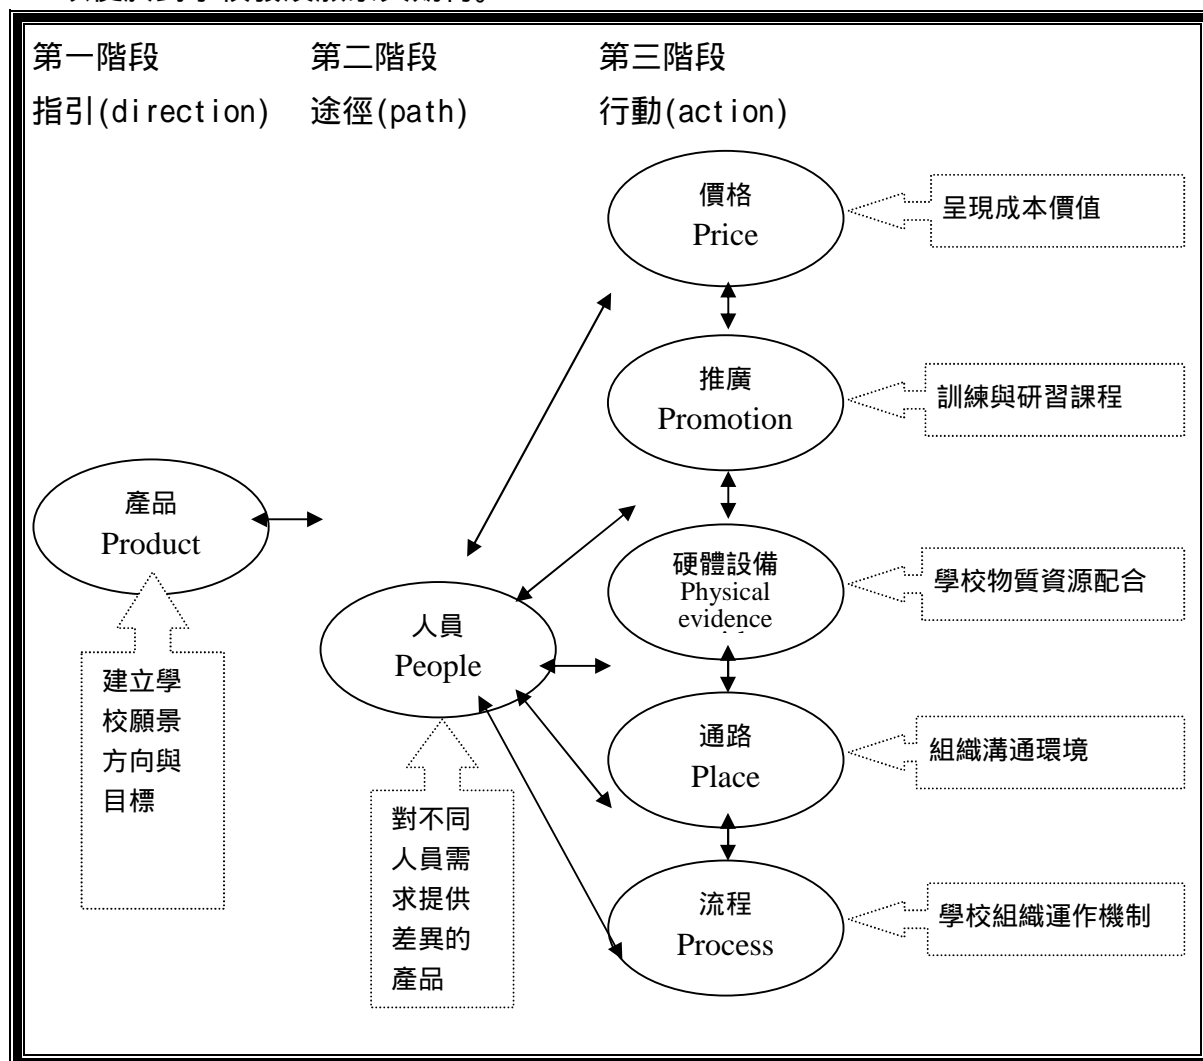 第一階段 第二階段 第三階段
指引(direction) 途徑(path) 行動(action)
價格
Price
呈現成本價值
推廣
Promotion
訓練與研習課程
產品
Product
硬體設備
Physical
evidence
學校物質資源配合
人員
People
建立學
校願景
方向與
目標
通路
Place
組織溝通環境
對不同
人員需
求提供
差異的
產品
流程
Process
學校組織運作機制